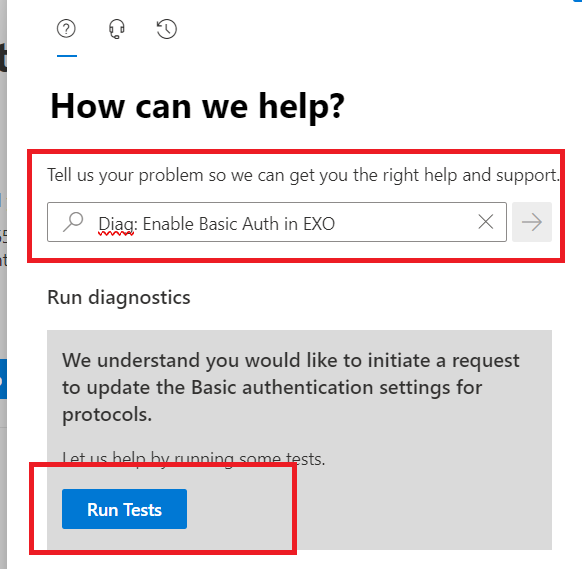 How can we help?
Tell us your problem so we can get you the right help and support.
Diag: Enable Basic Auth in EXO
Run diagnostics
We understand you would like to initiate a request
to update the Basic authentication settings for
protocols.
Let us help by running some tests.
Run Tests